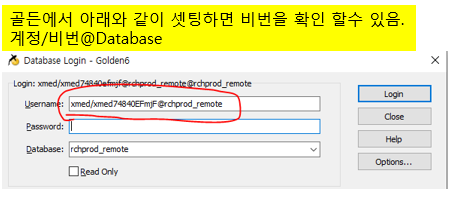 골든에서 아래와 같이 셋팅하면 비번을 확인 할수 있음.
계정/비번@Database
Database Login - Golden6
Login: xmed/xmed74840efmjf@rchprod_remote@rchprod_remote
Username: xmed/xmed74840EFmjF@rchprod_remote
Login
Password:
Close
Database: rchprod_remote
Help
Read Only
Options...